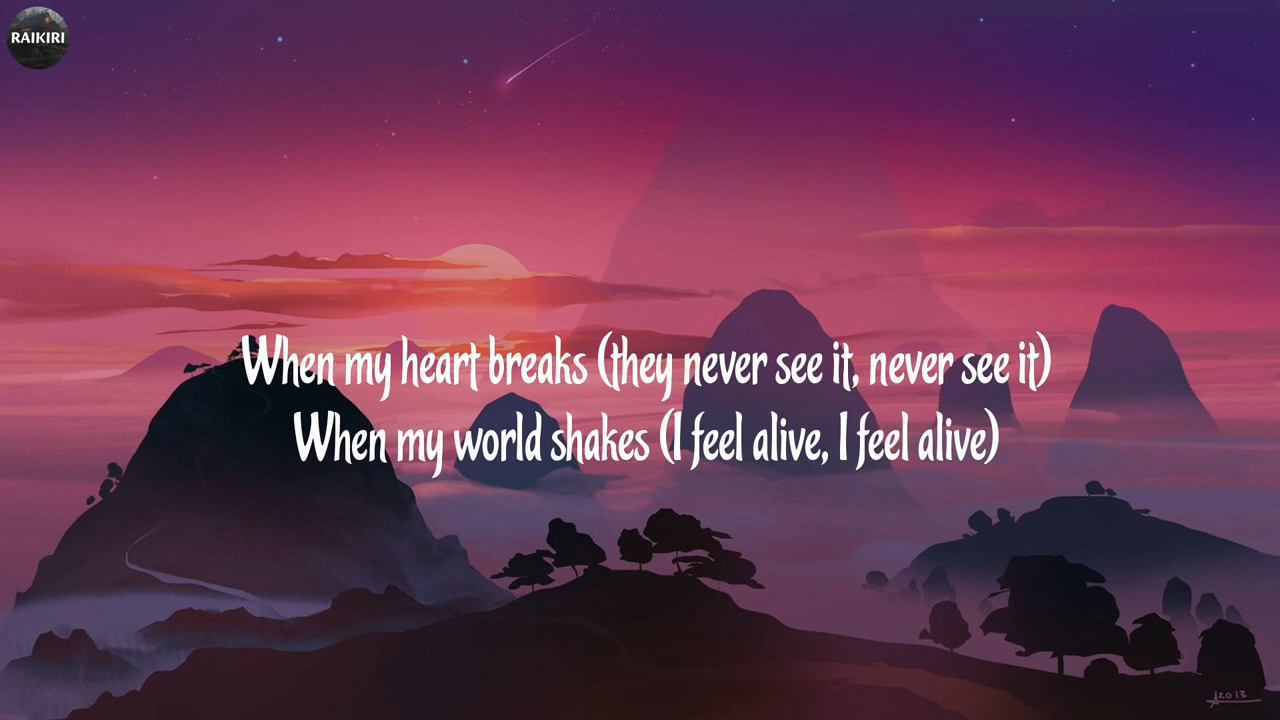 RAIKIRI
When my heart breaks (they never see it, never see it)
When my world shakes (I feel alive, I feel alive)